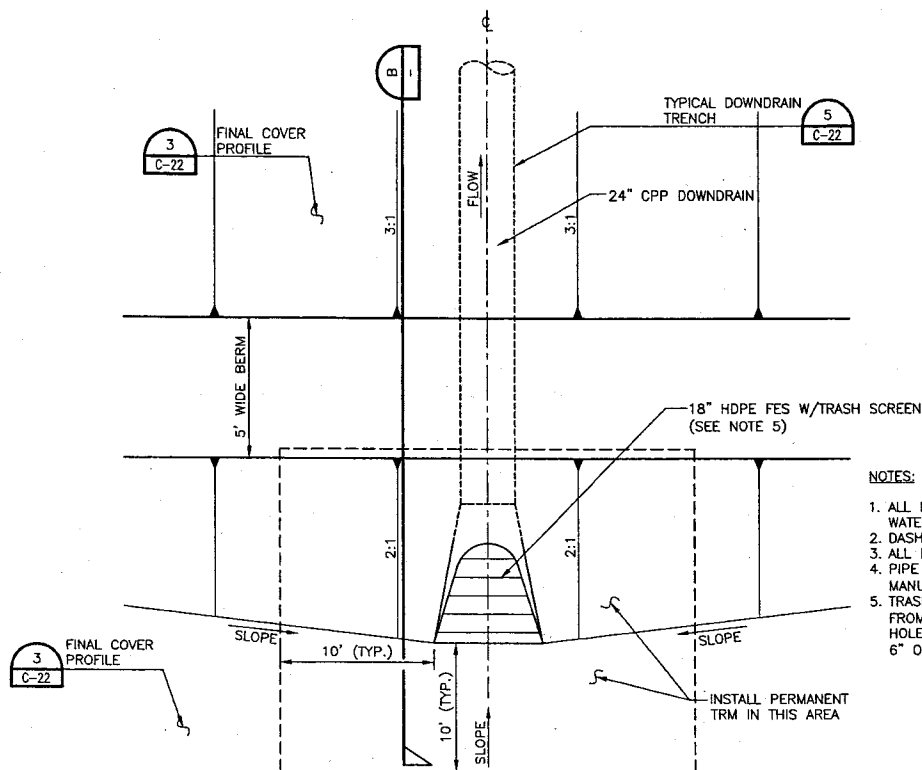 ℄
B
1
TYPICAL DOWNDRAIN
TRENCH
5
C-22
3
C-22
FINAL COVER
PROFILE
FLOW
24" CPP DOWNDRAIN
3:1
3:1
5' WIDE BERM
18" HDPE FES W/TRASH SCREEN
(SEE NOTE 5)
NOTES:
1. ALL
WATE
2. DASH
3. ALL
4. PIPE
MANU
5. TRAS
FROM
HOLE
6" O
2:1
2:1
SLOPE
SLOPE
3
C-22
FINAL COVER
PROFILE
10' (TYP.)
10' (TYP.)
SLOPE
INSTALL PERMANENT
TRM IN THIS AREA